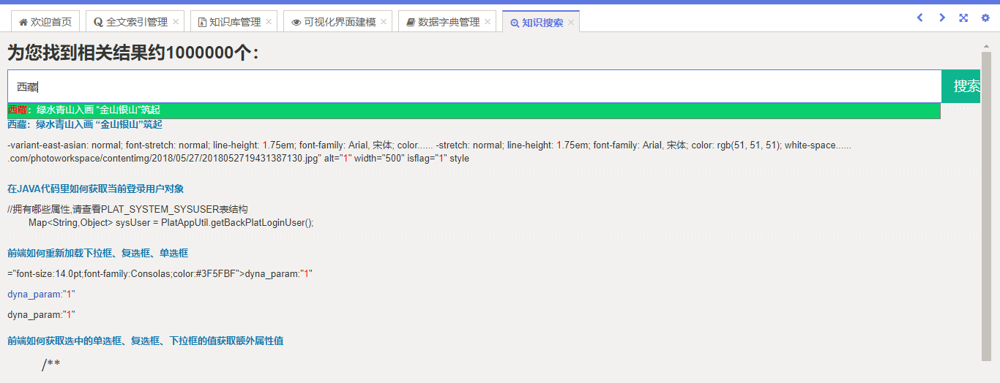 欢迎首页 全文索引管理 知识库管理 可视化界面建模 数据字典管理 知识搜索
为您找到相关结果约1000000个：
西藏 搜索
西藏：绿水青山入画 “金山银山”筑起
西藏：绿水青山入画 “金山银山”筑起
-variant-east-asian: normal; font-stretch: normal; line-height: 1.75em; font-family: Arial, 宋体; color...... -stretch: normal; line-height: 1.75em; font-family: Arial, 宋体; color: rgb(51, 51, 51); white-space......
.com/photoworkspace/contentimg/2018/05/27/2018052719431387130.jpg" alt="1" width="500" isflag="1" style
在JAVA代码里如何获取当前登录用户对象
//拥有哪些属性,请查看PLAT_SYSTEM_SYSUSER表结构
Map<String,Object> sysUser = PlatAppUtil.getBackPlatLoginUser();
前端如何重新加载下拉框、复选框、单选框
="font-size:14.0pt;font-family:Consolas;color:#3F5FBF">dyna_param:"1"
dyna_param:"1"
dyna_param:"1"
前端如何获取选中的单选框、复选框、下拉框的值获取额外属性值
/**